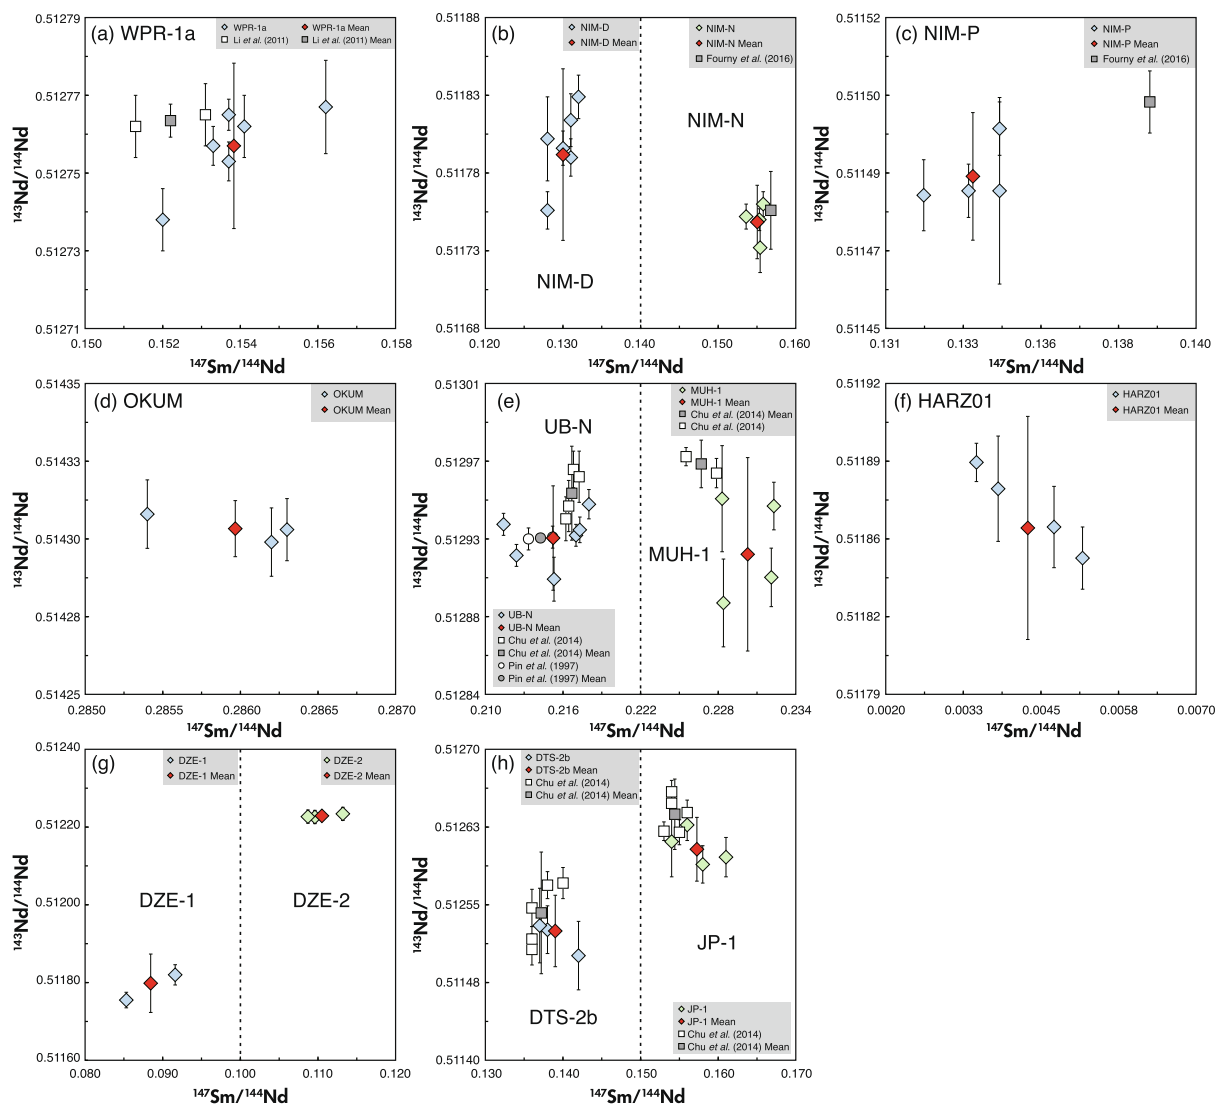 (a) WPR-1a
WPR-1a
WPR-1a Mean
Li et al. (2011)
Li et al. (2011) Mean
0.51279
0.51277
0.51275
0.51273
0.51271
0.150
0.152
0.154
0.156
0.158
143Nd/144Nd
147Sm/144Nd
(b)
NIM-D
NIM-D Mean
NIM-N
NIM-N Mean
Fourny et al. (2016)
NIM-N
NIM-D
0.51188
0.51183
0.51178
0.51173
0.51168
0.120
0.130
0.140
0.150
0.160
143Nd/144Nd
147Sm/144Nd
(c) NIM-P
NIM-P
NIM-P Mean
Fourny et al. (2016)
0.51152
0.51150
0.51149
0.51147
0.51145
0.131
0.133
0.136
0.138
0.140
143Nd/144Nd
147Sm/144Nd
(d) OKUM
OKUM
OKUM Mean
0.51435
0.51433
0.51430
0.51428
0.51425
0.2850
0.2855
0.2860
0.2865
0.2870
143Nd/144Nd
147Sm/144Nd
(e)
UB-N
MUH-1
MUH-1 Mean
Chu et al. (2014) Mean
Chu et al. (2014)
MUH-1
UB-N
UB-N Mean
Chu et al. (2014)
Chu et al. (2014) Mean
Pin et al. (1997)
Pin et al. (1997) Mean
0.51301
0.51297
0.51293
0.51288
0.51284
0.210
0.216
0.222
0.228
0.234
143Nd/144Nd
147Sm/144Nd
(f) HARZ01
HARZ01
HARZ01 Mean
0.51192
0.51189
0.51186
0.51182
0.51179
0.0020
0.0033
0.0045
0.0058
0.0070
143Nd/144Nd
147Sm/144Nd
(g)
DZE-1
DZE-1 Mean
DZE-2
DZE-2 Mean
DZE-1
DZE-2
0.51240
0.51220
0.51200
0.51180
0.51160
0.080
0.090
0.100
0.110
0.120
143Nd/144Nd
147Sm/144Nd
(h)
DTS-2b
DTS-2b Mean
Chu et al. (2014)
Chu et al. (2014) Mean
JP-1
DTS-2b
JP-1
JP-1 Mean
Chu et al. (2014)
Chu et al. (2014) Mean
0.51270
0.51263
0.51255
0.51148
0.51140
0.130
0.140
0.150
0.160
0.170
143Nd/144Nd
147Sm/144Nd